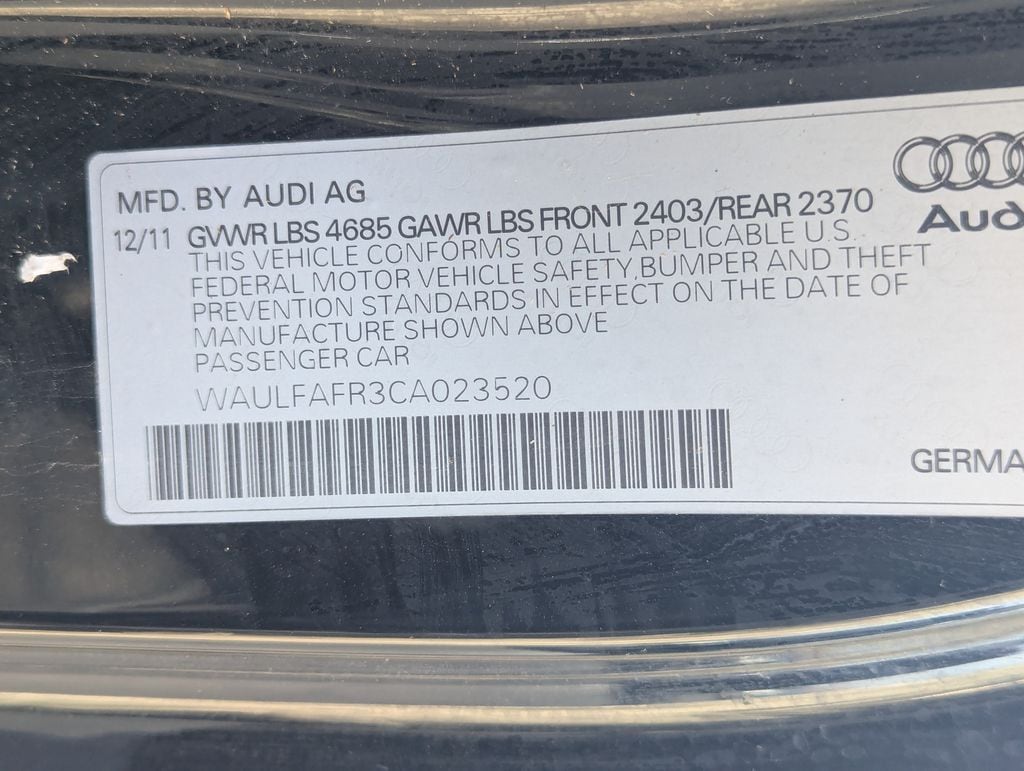 MFD. BY AUDI AG
Aud
12/11 GVWR LBS 4685 GAWR LBS FRONT 2403/REAR 2370
THIS VEHICLE CONFORMS TO ALL APPLICABLE U.S.
FEDERAL MOTOR VEHICLE SAFETY,BUMPER AND THEFT
PREVENTION STANDARDS IN EFFECT ON THE DATE OF
MANUFACTURE SHOWN ABOVE
PASSENGER CAR
WAULFAFR3CA023520
GERMA